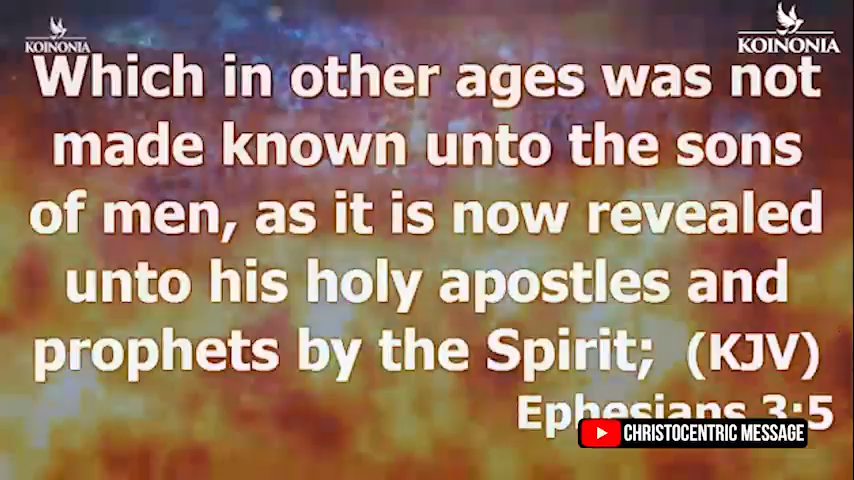 KOINONIA
KOINONIA
Which in other ages was not
made known unto the sons
of men, as it is now revealed
unto his holy apostles and
prophets by the Spirit; (KJV)
Ephesians 3:5
CHRISTOCENTRIC MESSAGE